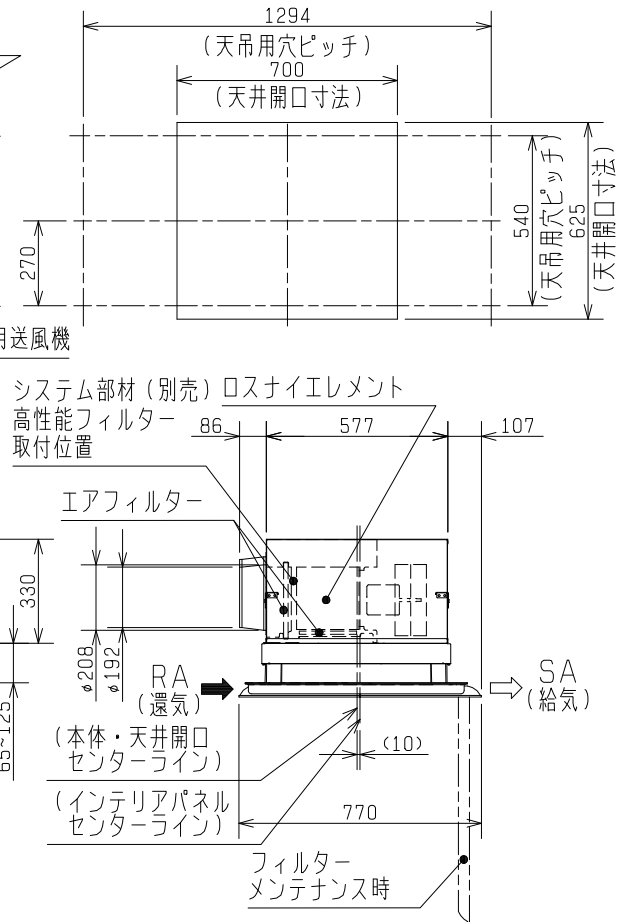 1294
(天吊用穴ピッチ)
700
(天井開口寸法)
270
540
(天吊用穴ピッチ)
625
(天井開口寸法)
用送風機
システム部材(別売)
高性能フィルター
取付位置
ロスナイエレメント
86
577
107
エアフィルター
330
φ208
φ192
65~125
RA
(還気)
SA
(給気)
(本体・天井開口
センターライン)
(10)
(インテリアパネル
センターライン)
770
フィルター
メンテナンス時